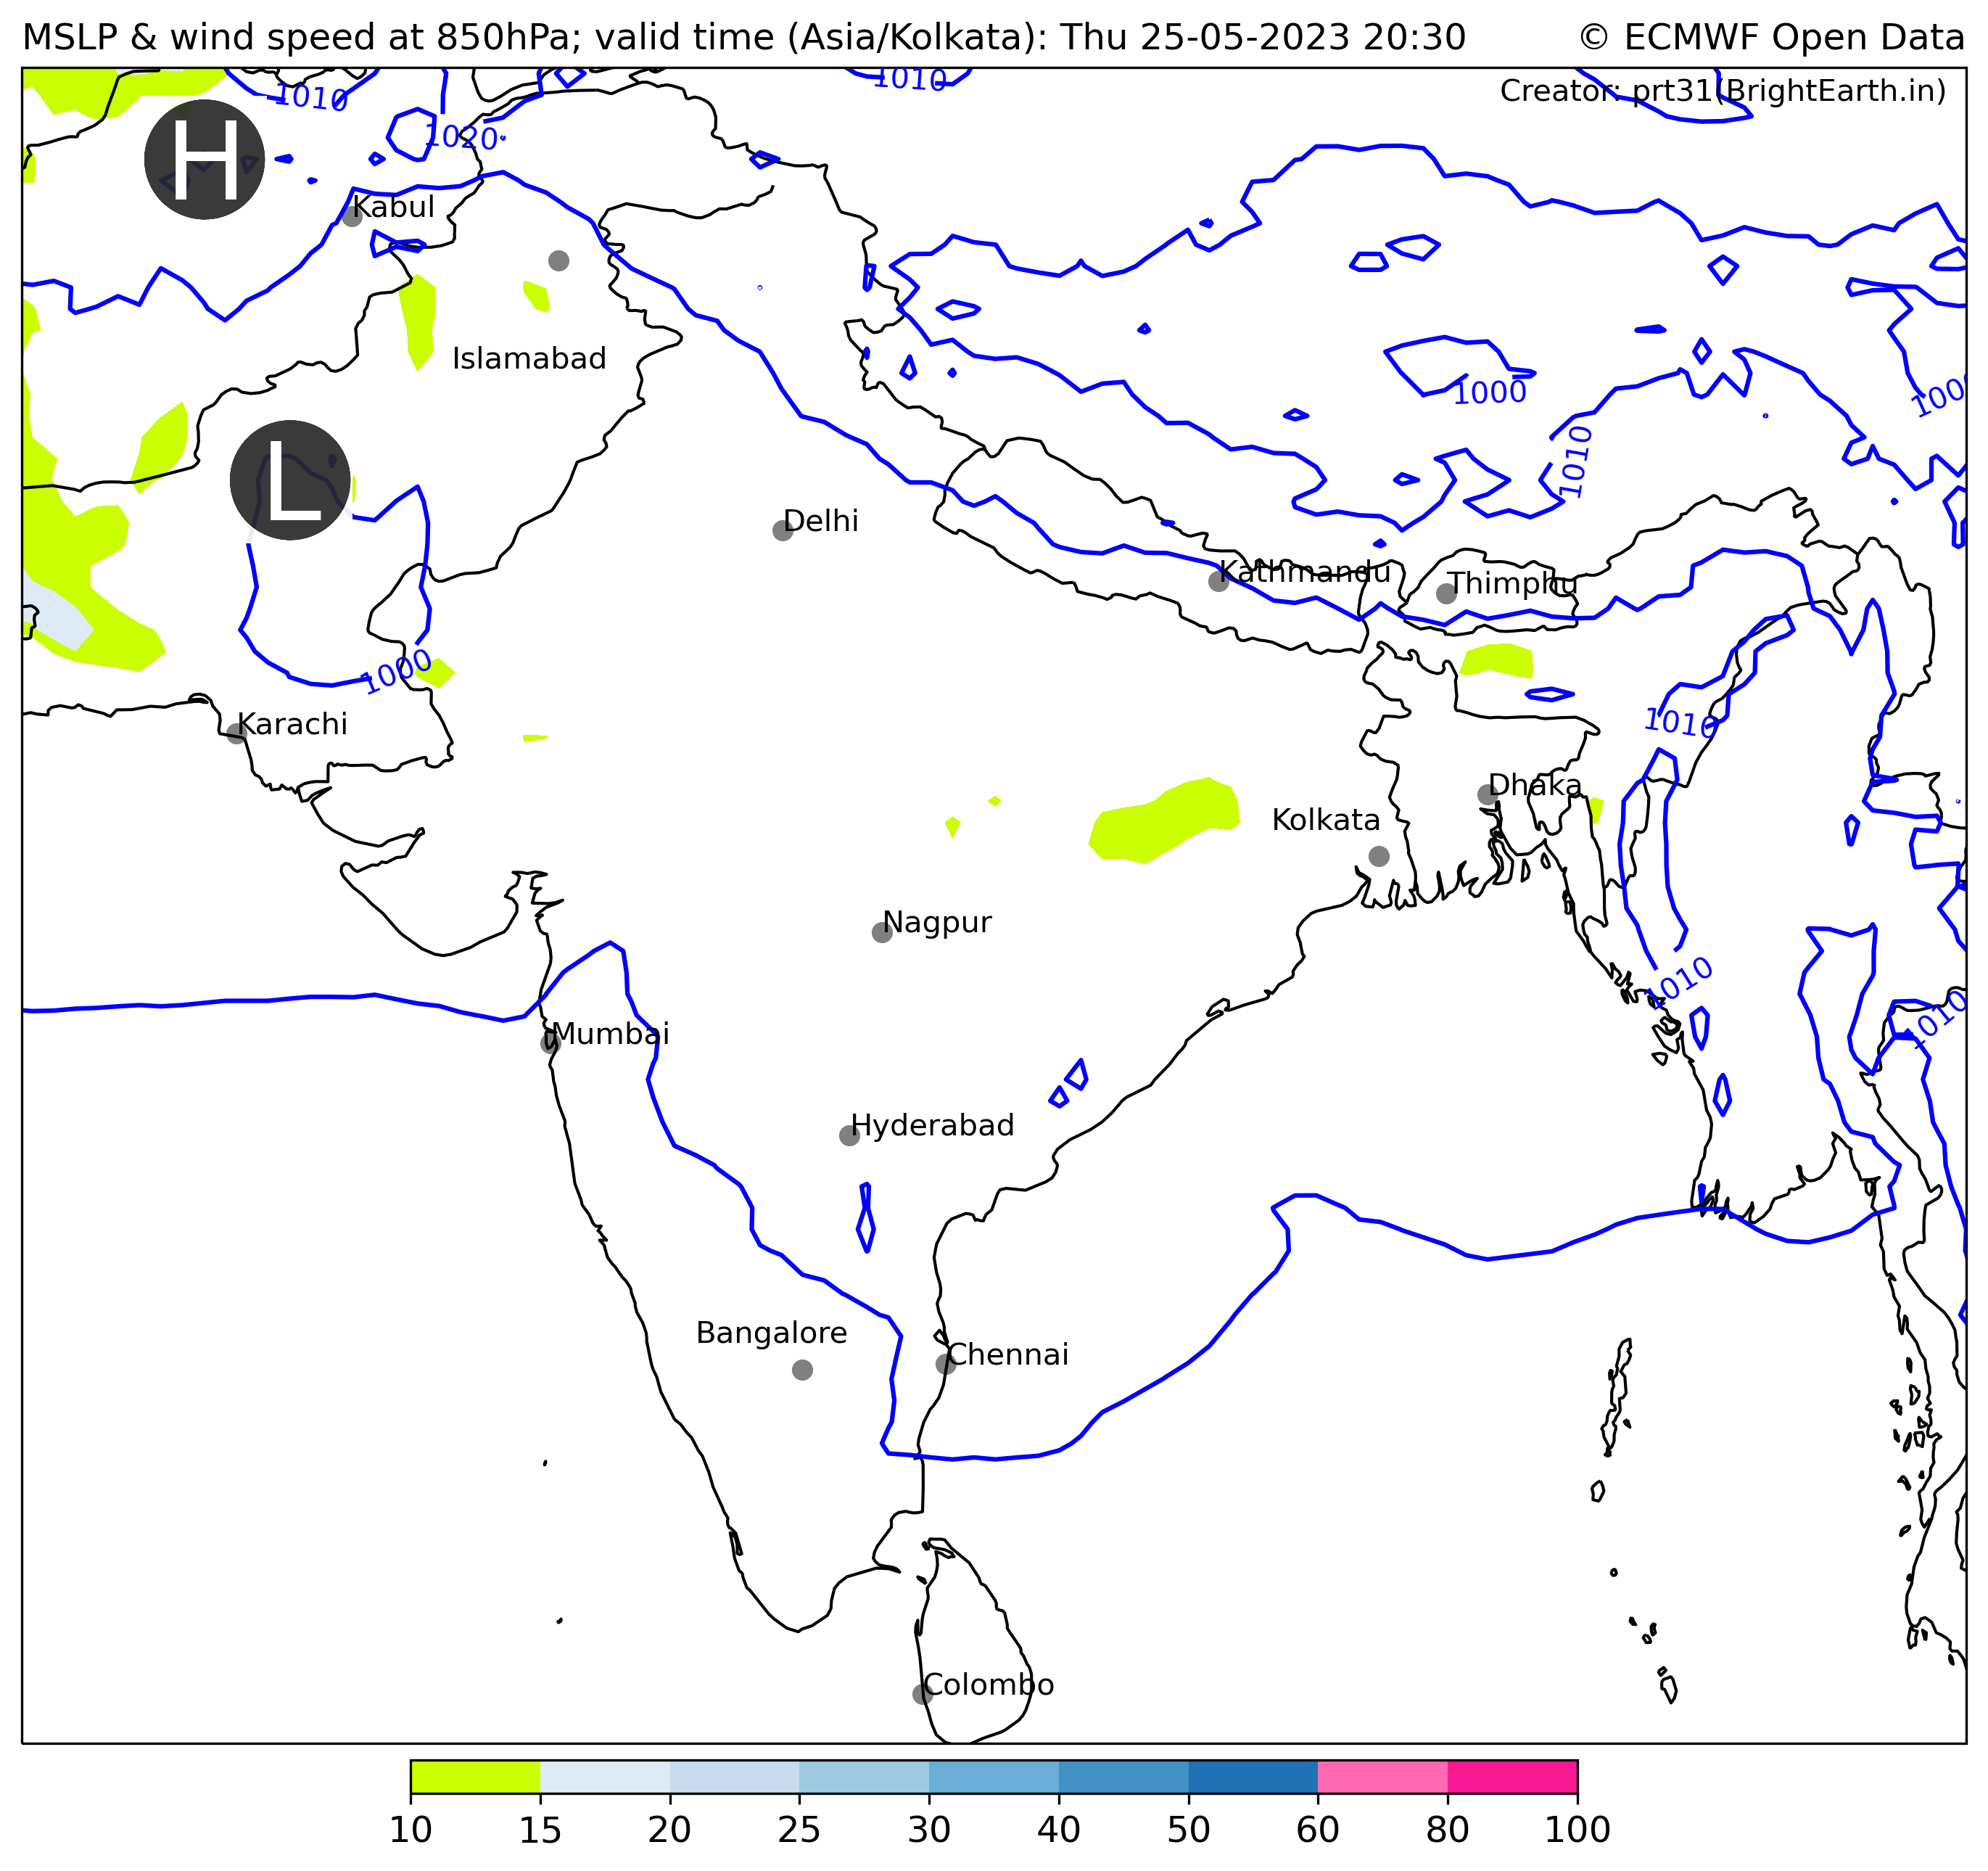 MSLP & wind speed at 850hPa; valid time (Asia/Kolkata): Thu 25-05-2023 20:30 © ECMWF Open Data
1010
1010
Creator: prt31(BrightEarth.in)
H
1020
Kabul
Islamabad
1000
1000
1010
L
Delhi
Kathmandu
Thimphu
1000
1010
Karachi
Dhaka
Kolkata
Nagpur
1010
1010
Mumbai
Hyderabad
Bangalore
Chennai
Colombo
10 15 20 25 30 40 50 60 80 100